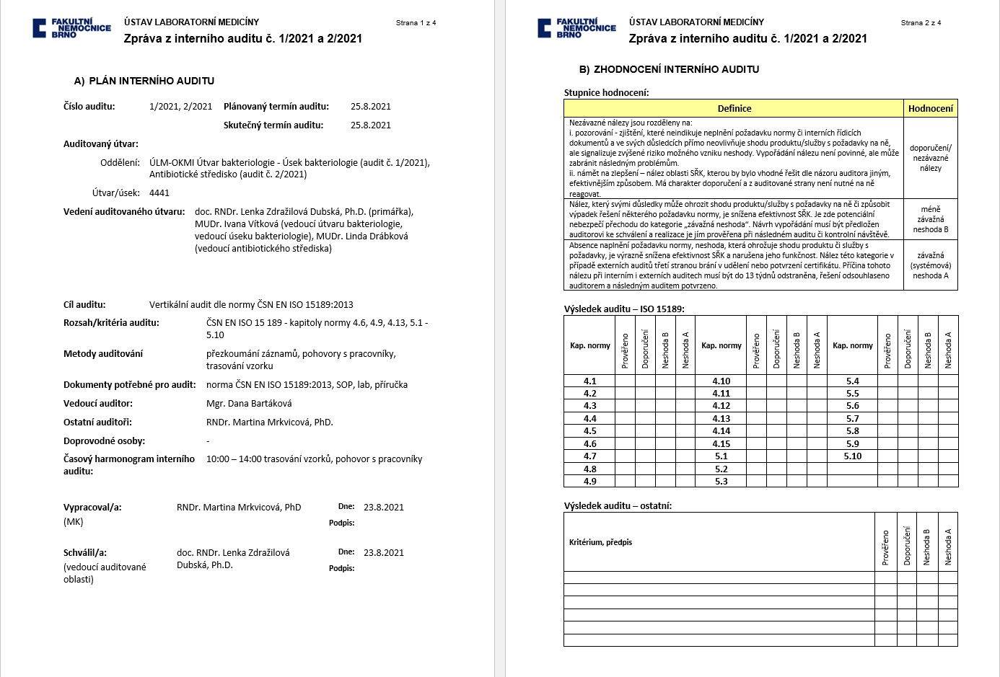 FAKULTNÍ
NEMOCNICE
BRNO
ÚSTAV LABORATORNÍ MEDICÍNY
Strana 1 z 4
Zpráva z interního auditu č. 1/2021 a 2/2021
A) PLÁN INTERNÍHO AUDITU
Číslo auditu: 1/2021, 2/2021 Plánovaný termín auditu: 25.8.2021
Skutečný termín auditu: 25.8.2021
Auditovaný útvar:
Oddělení: ÚLM-OKMI Útvar bakteriologie - Úsek bakteriologie (audit č. 1/2021),
Antibiotické středisko (audit č. 2/2021)
Útvar/úsek: 4441
Vedení auditovaného útvaru: doc. RNDr. Lenka Zdražilová Dubská, Ph.D. (primářka),
MUDr. Ivana Vítková (vedoucí útvaru bakteriologie,
vedoucí úseku bakteriologie), MUDr. Linda Drábková
(vedoucí antibiotického střediska)
Cíl auditu: Vertikální audit dle normy ČSN EN ISO 15189:2013
Rozsah/kritéria auditu: ČSN EN ISO 15 189 - kapitoly normy 4.6, 4.9, 4.13, 5.1 -
5.10
Metody auditování přezkoumání záznamů, pohovory s pracovníky,
trasování vzorku
Dokumenty potřebné pro audit: norma ČSN EN ISO 15189:2013, SOP, lab, příručka
Vedoucí auditor: Mgr. Dana Bartáková
Ostatní auditoři: RNDr. Martina Mrkvicová, PhD.
Doprovodné osoby: -
Časový harmonogram interního 10:00 – 14:00 trasování vzorků, pohovor s pracovníky
auditu:
Vypracoval/a: RNDr. Martina Mrkvicová, PhD Dne: 23.8.2021
(MK) Podpis:
Schválil/a: doc. RNDr. Lenka Zdražilová Dne: 23.8.2021
(vedoucí auditované Dubská, Ph.D. Podpis:
oblasti)
FAKULTNÍ
NEMOCNICE
BRNO
ÚSTAV LABORATORNÍ MEDICÍNY
Strana 2 z 4
Zpráva z interního auditu č. 1/2021 a 2/2021
B) ZHODNOCENÍ INTERNÍHO AUDITU
Stupnice hodnocení:
Definice Hodnocení
Nezávazné nálezy jsou rozděleny na:
i. pozorování - zjištění, které neindikuje neplnění požadavku normy či interních řídicích
dokumentů a ve svých důsledcích přímo neovlivňuje shodu produktu/služby s požadavky na ně,
ale signalizuje zvýšené riziko možného vzniku neshody. Vypořádání nálezu není povinné, ale může
zabránit následným problémům.
ii. námět na zlepšení – nález oblasti SŘK, kterou by bylo vhodné řešit dle názoru auditora jiným,
efektivnějším způsobem. Má charakter doporučení a z auditované strany není nutné na ně
reagovat.
doporučení/
nezávazné
nálezy
Nález, který svými důsledky může ohrozit shodu produktu/služby s požadavky na ně či způsobit
výpadek řešení některého požadavku normy, je snížena efektivnost SŘK. Je zde potenciální
nebezpečí přechodu do kategorie „závažná neshoda“. Návrh vypořádání musí být předložen
auditorovi ke schválení a realizace je jím prověřena při následném auditu či kontrolní návštěvě.
méně
závažná
neshoda B
Absence naplnění požadavku normy, neshoda, která ohrožuje shodu produktu či služby s
požadavky, je výrazně snížena efektivnost SŘK a narušena jeho funkčnost. Nález této kategorie v
případě externích auditů třetí stranou brání v udělení nebo potvrzení certifikátu. Příčina tohoto
nálezu při interním i externích auditech musí být do 13 týdnů odstraněna, řešení odsouhlaseno
auditorem a následným auditem potvrzeno.
závažná
(systémová)
neshoda A
Výsledek auditu – ISO 15189:
Kap. normy Prověřeno Doporučení Neshoda B Neshoda A Kap. normy Prověřeno Doporučení Neshoda B Neshoda A Kap. normy Prověřeno Doporučení Neshoda B Neshoda A
4.1 4.10 5.4
4.2 4.11 5.5
4.3 4.12 5.6
4.4 4.13 5.7
4.5 4.14 5.8
4.6 4.15 5.9
4.7 5.1 5.10
4.8 5.2
4.9 5.3
Výsledek auditu – ostatní:
Kritérium, předpis Prověřeno Doporučení Neshoda B Neshoda A